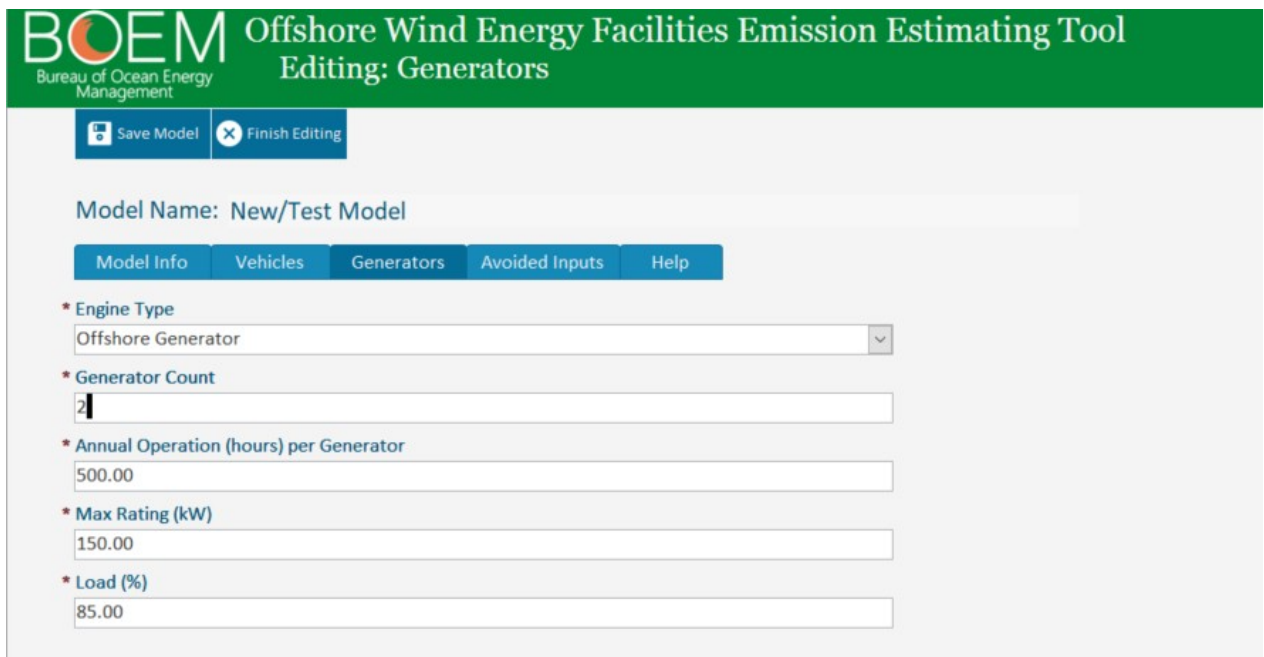 BOEM
Bureau of Ocean Energy
Management
Offshore Wind Energy Facilities Emission Estimating Tool
Editing: Generators
Save Model
Finish Editing
Model Name: New/Test Model
Model Info
Vehicles
Generators
Avoided Inputs
Help
* Engine Type
Offshore Generator
* Generator Count
2
* Annual Operation (hours) per Generator
500.00
* Max Rating (kW)
150.00
* Load (%)
85.00